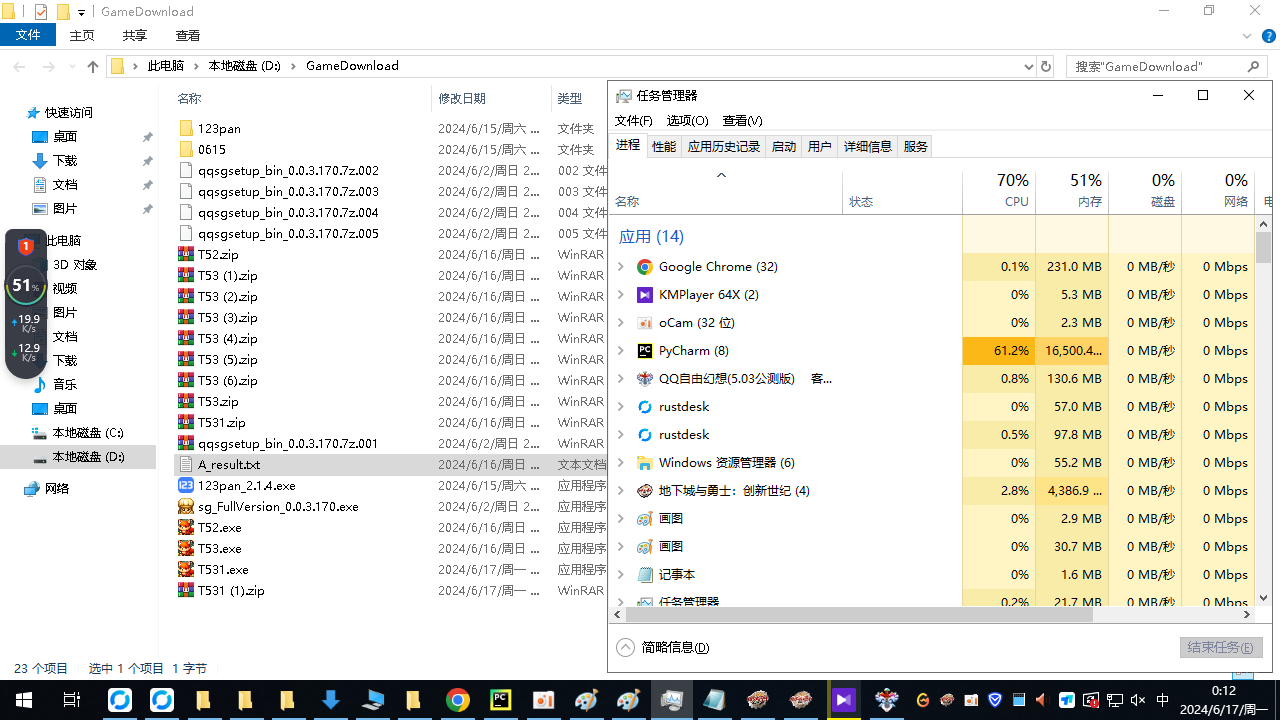 GameDownload
文件 主页 共享 查看
此电脑 本地磁盘 (D:) GameDownload 搜索"GameDownload"
快速访问
桌面
下载
文档
图片
此电脑
3D 对象
视频
图片
文档
下载
音乐
桌面
本地磁盘 (C:)
本地磁盘 (D:)
网络
1
51%
19.9
K/s
12.9
K/s
名称 修改日期 类型
123pan 2024/6/15/周六 ... 文件夹
0615 2024/6/15/周六 ... 文件夹
qqsgsetup_bin_0.0.3.170.7z.002 2024/6/2/周日 2... 002 文件
qqsgsetup_bin_0.0.3.170.7z.003 2024/6/2/周日 2... 003 文件
qqsgsetup_bin_0.0.3.170.7z.004 2024/6/2/周日 2... 004 文件
qqsgsetup_bin_0.0.3.170.7z.005 2024/6/2/周日 2... 005 文件
T52.zip 2024/6/16/周日 ... WinRAR
T53 (1).zip 2024/6/16/周日 ... WinRAR
T53 (2).zip 2024/6/16/周日 ... WinRAR
T53 (3).zip 2024/6/16/周日 ... WinRAR
T53 (4).zip 2024/6/16/周日 ... WinRAR
T53 (5).zip 2024/6/16/周日 ... WinRAR
T53 (6).zip 2024/6/16/周日 ... WinRAR
T53.zip 2024/6/16/周日 ... WinRAR
T531.zip 2024/6/16/周日 ... WinRAR
qqsgsetup_bin_0.0.3.170.7z.001 2024/6/2/周日 2... WinRAR
A_result.txt 2024/6/16/周日 ... 文本文档
123pan_2.1.4.exe 2024/6/15/周六 ... 应用程序
sg_FullVersion_0.0.3.170.exe 2024/6/2/周日 2... 应用程序
T52.exe 2024/6/16/周日 ... 应用程序
T53.exe 2024/6/16/周日 ... 应用程序
T531.exe 2024/6/17/周一 ... 应用程序
T531 (1).zip 2024/6/17/周一 ... WinRAR
23 个项目 选中 1 个项目 1 字节
任务管理器
文件(F) 选项(O) 查看(V)
进程 性能 应用历史记录 启动 用户 详细信息 服务
70% 51% 0% 0%
名称 状态 CPU 内存 磁盘 网络
应用 (14)
Google Chrome (32) 0.1% 231.0 MB 0 MB/秒 0 Mbps
KMPlayer 64X (2) 0% 5.3 MB 0 MB/秒 0 Mbps
oCam (32 位) 0% 2.3 MB 0 MB/秒 0 Mbps
PyCharm (8) 61.2% 16,500.4... 0 MB/秒 0 Mbps
QQ自由幻想(5.03公测版) 客... 0.8% 130.6 MB 0 MB/秒 0 Mbps
rustdesk 0% 57.0 MB 0 MB/秒 0 Mbps
rustdesk 0.5% 97.8 MB 0 MB/秒 0 Mbps
Windows 资源管理器 (6) 0% 55.2 MB 0 MB/秒 0 Mbps
地下城与勇士：创新世纪 (4) 2.8% 4,386.9 ... 0 MB/秒 0 Mbps
画图 0% 2.9 MB 0 MB/秒 0 Mbps
画图 0% 30.7 MB 0 MB/秒 0 Mbps
记事本 0% 1.6 MB 0 MB/秒 0 Mbps
任务管理器 0.2% 21.7 MB 0 MB/秒 0 Mbps
简略信息(D) 结束任务(E)
中
0:12
2024/6/17/周一